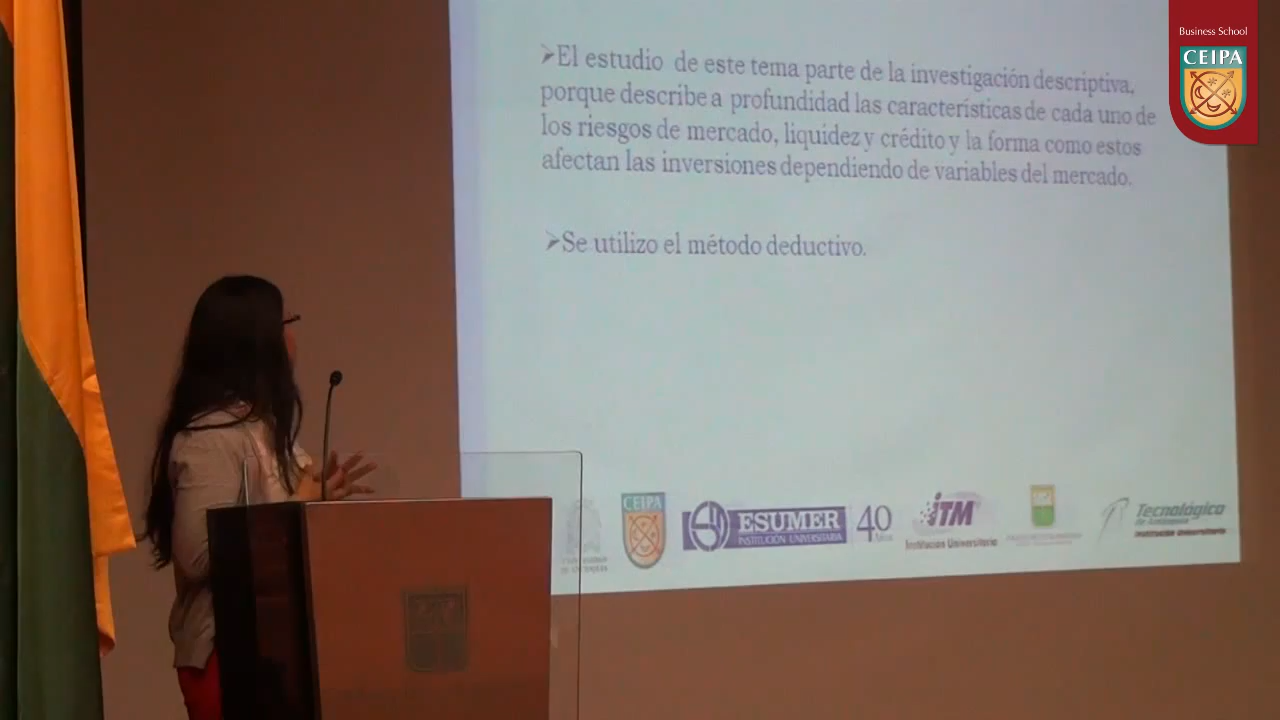 Business School
CEIPA
➢El estudio de este tema parte de la investigación descriptiva,
porque describe a profundidad las características de cada uno de
los riesgos de mercado, liquidez y crédito y la forma como estos
afectan las inversiones dependiendo de variables del mercado.
➢Se utilizo el método deductivo.
CEIPA
ESUMER
INSTITUCIÓN UNIVERSITARIA
40
Años
iTM
Institución Universitaria
Tecnológico
de Antioquia
Institución Universitaria